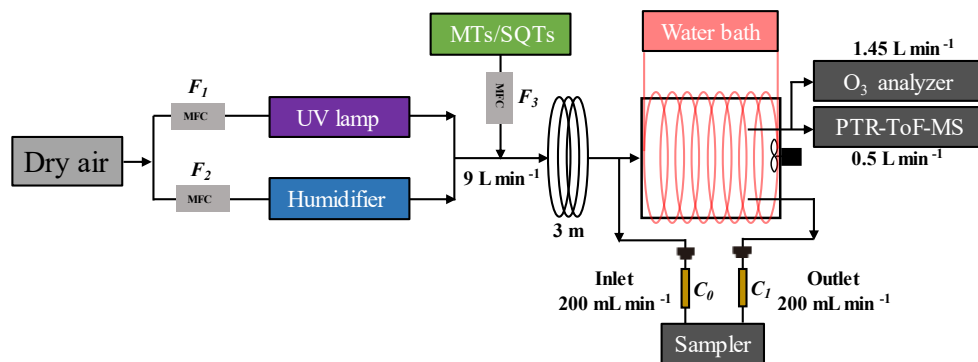 MTs/SQTs
Water bath
1.45 L min⁻¹
O₃ analyzer
F₁
MFC
UV lamp
MFC
F₃
PTR-ToF-MS
0.5 L min⁻¹
Dry air
F₂
MFC
Humidifier
9 L min⁻¹
3 m
Inlet
200 mL min⁻¹
C₀
C₁
Outlet
200 mL min⁻¹
Sampler